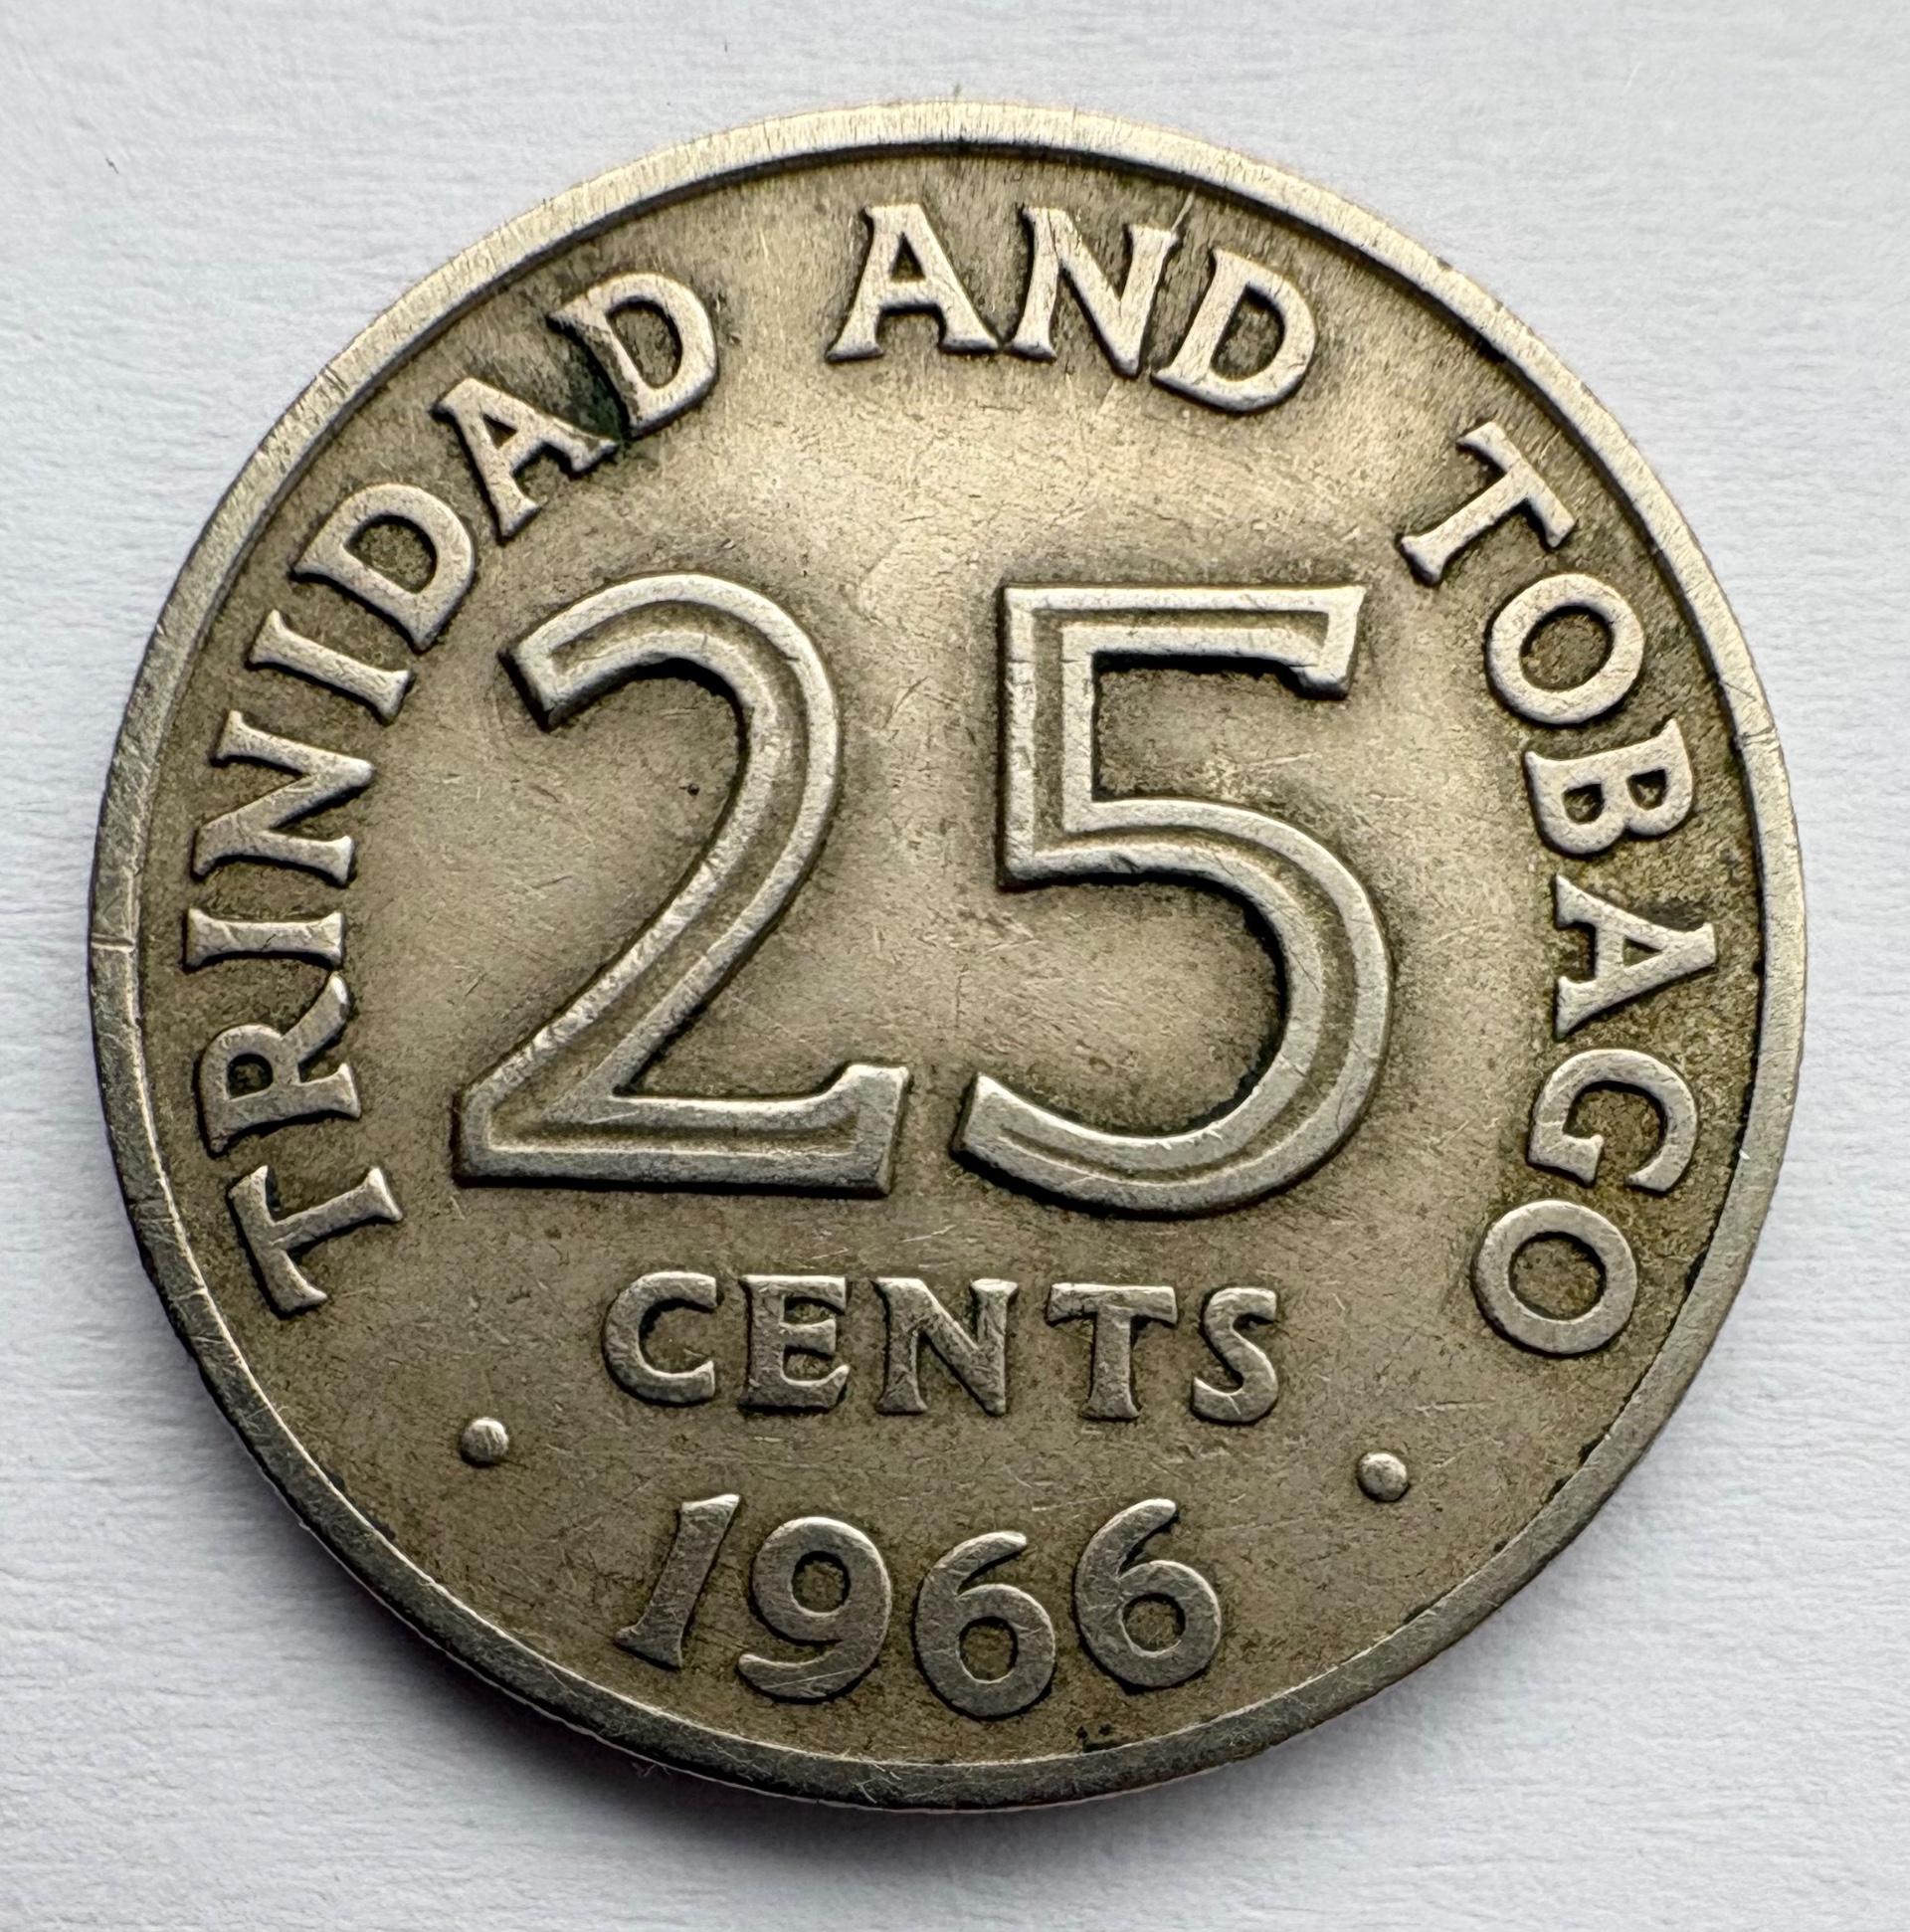 TRINIDAD AND TOBAGO
25
CENTS
• 1966 •